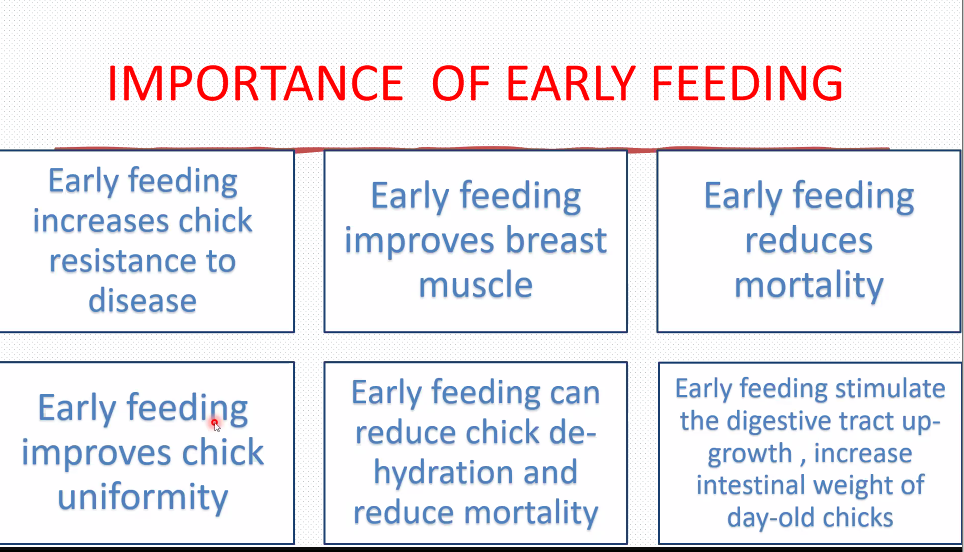 IMPORTANCE OF EARLY FEEDING
Early feeding
increases chick
resistance to
disease
Early feeding
improves breast
muscle
Early feeding
reduces
mortality
Early feeding
improves chick
uniformity
Early feeding can
reduce chick de-
hydration and
reduce mortality
Early feeding stimulate
the digestive tract up-
growth , increase
intestinal weight of
day-old chicks